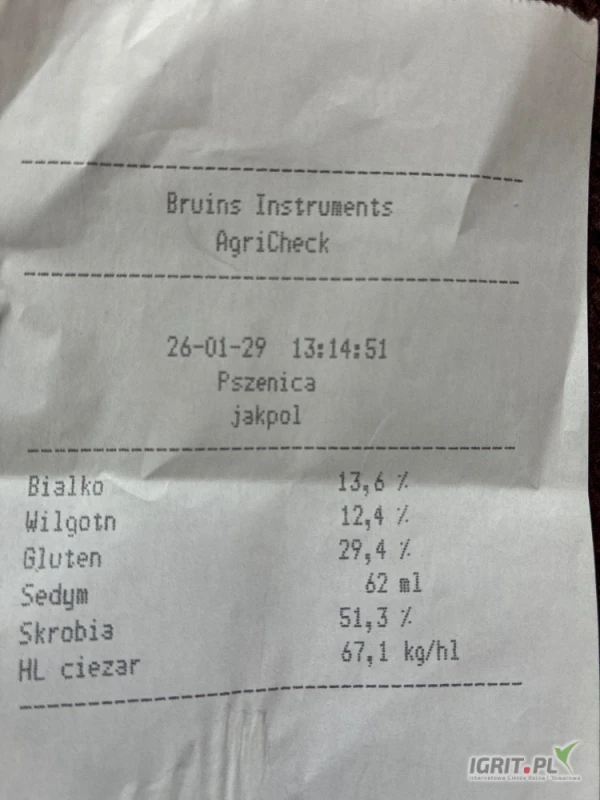 Bruins Instruments
AgriCheck
26-01-29 13:14:51
Pszenica
jakpol
Bialko 13,6 %
Wilgotn 12,4 %
Gluten 29,4 %
Sedym 62 ml
Skrobia 51,3 %
HL ciezar 67,1 kg/hl
IGRIT.PL